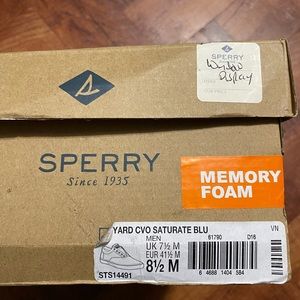 SPERRY
Window
Display
SPERRY
Since 1935
MEMORY
FOAM
YARD CVO SATURATE BLU
MEN 61790 D16 VN
UK 7½ M
EUR 41½ M
8½ M
STS14491
6 44688 1404 584